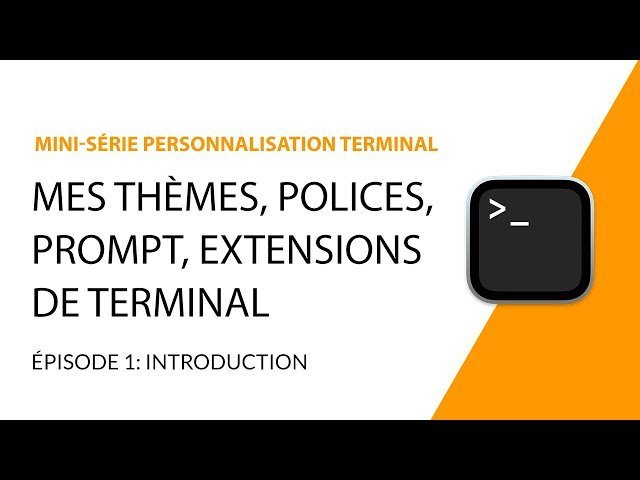 MINI-SÉRIE PERSONNALISATION TERMINAL
MES THÈMES, POLICES,
PROMPT, EXTENSIONS
DE TERMINAL
>_
ÉPISODE 1: INTRODUCTION